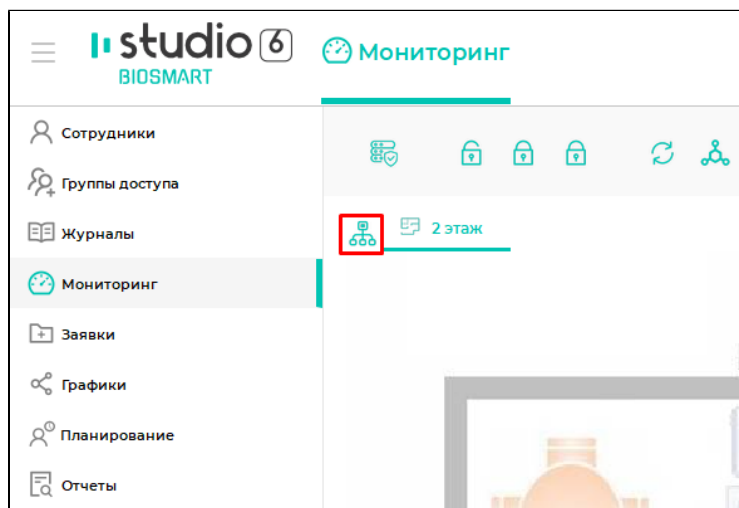 studio 6
BIOSMART
Мониторинг
Сотрудники
Группы доступа
Журналы
Мониторинг
Заявки
Графики
Планирование
Отчеты
2 этаж